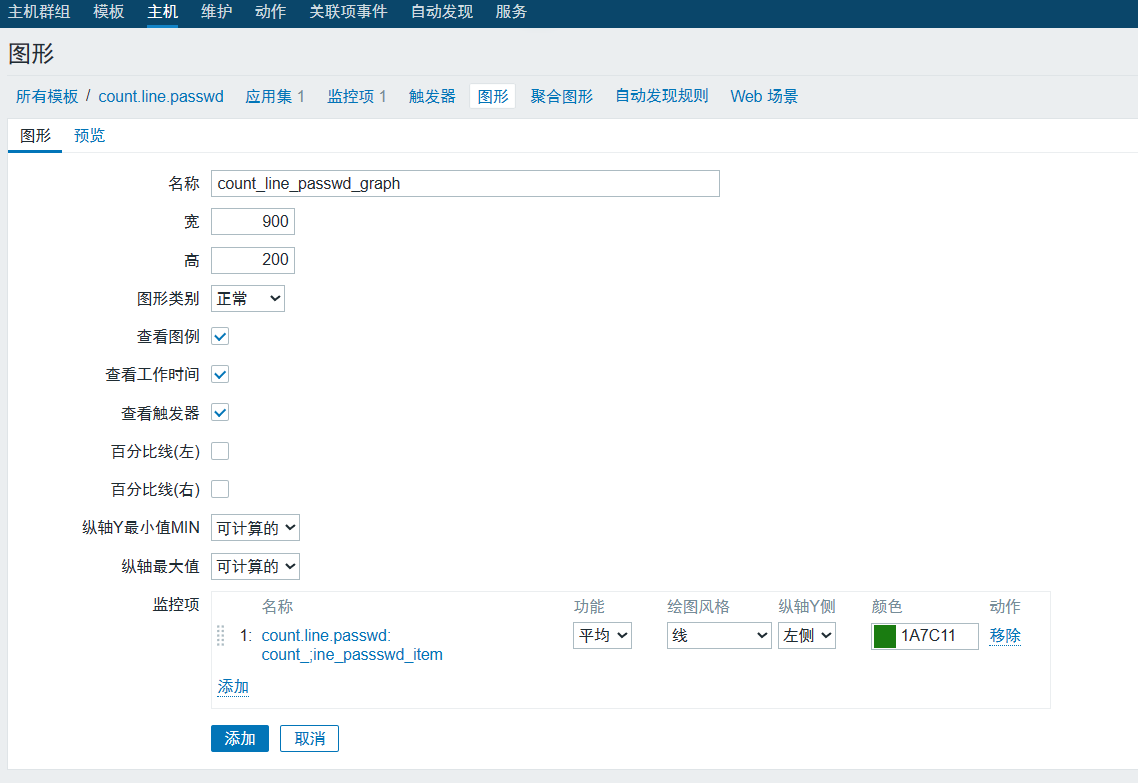 主机群组 模板 主机 维护 动作 关联项事件 自动发现 服务
图形
所有模板 / count.line.passwd 应用集 1 监控项 1 触发器 图形 聚合图形 自动发现规则 Web 场景
图形 预览
名称 count_line_passwd_graph
宽 900
高 200
图形类别 正常
查看图例
查看工作时间
查看触发器
百分比线(左)
百分比线(右)
纵轴Y最小值MIN 可计算的
纵轴最大值 可计算的
监控项 名称 功能 绘图风格 纵轴Y侧 颜色 动作
1: count.line.passwd: 平均 线 左侧 1A7C11 移除
count_;ine_passswd_item
添加
添加 取消